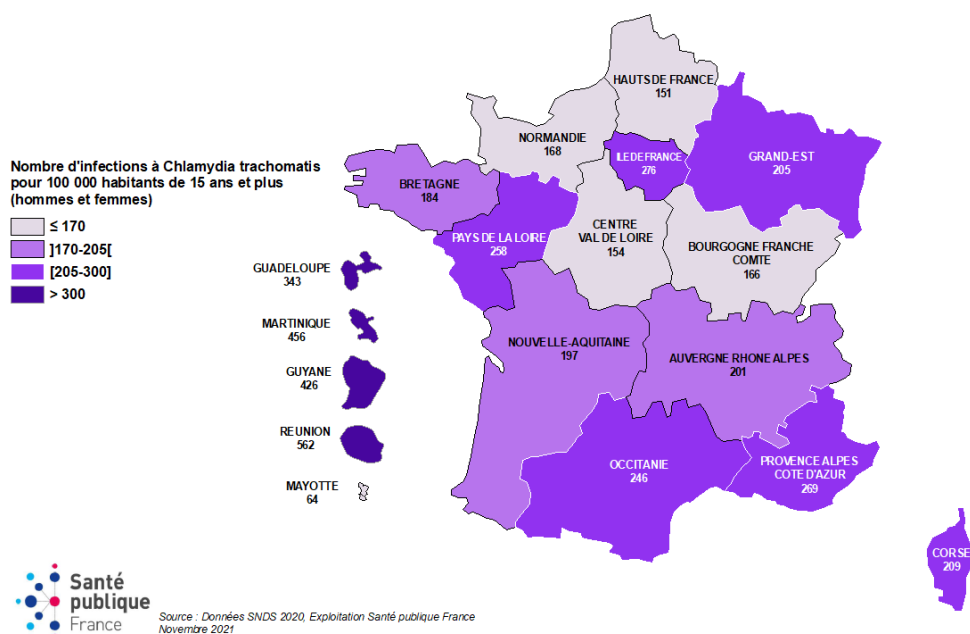 HAUTS DE FRANCE
151
NORMANDIE
168
ILE DE FRANCE
276
GRAND-EST
205
Nombre d'infections à Chlamydia trachomatis
pour 100 000 habitants de 15 ans et plus
(hommes et femmes)
≤ 170
]170-205[
[205-300]
> 300
BRETAGNE
184
PAYS DE LA LOIRE
258
CENTRE
VAL DE LOIRE
154
BOURGOGNE FRANCHE
COMTE
166
GUADELOUPE
343
MARTINIQUE
456
GUYANE
426
REUNION
562
MAYOTTE
64
NOUVELLE-AQUITAINE
197
AUVERGNE RHONE ALPES
201
OCCITANIE
246
PROVENCE ALPES
COTE D'AZUR
269
CORSE
209
Santé
publique
France
Source : Données SNDS 2020, Exploitation Santé publique France
Novembre 2021